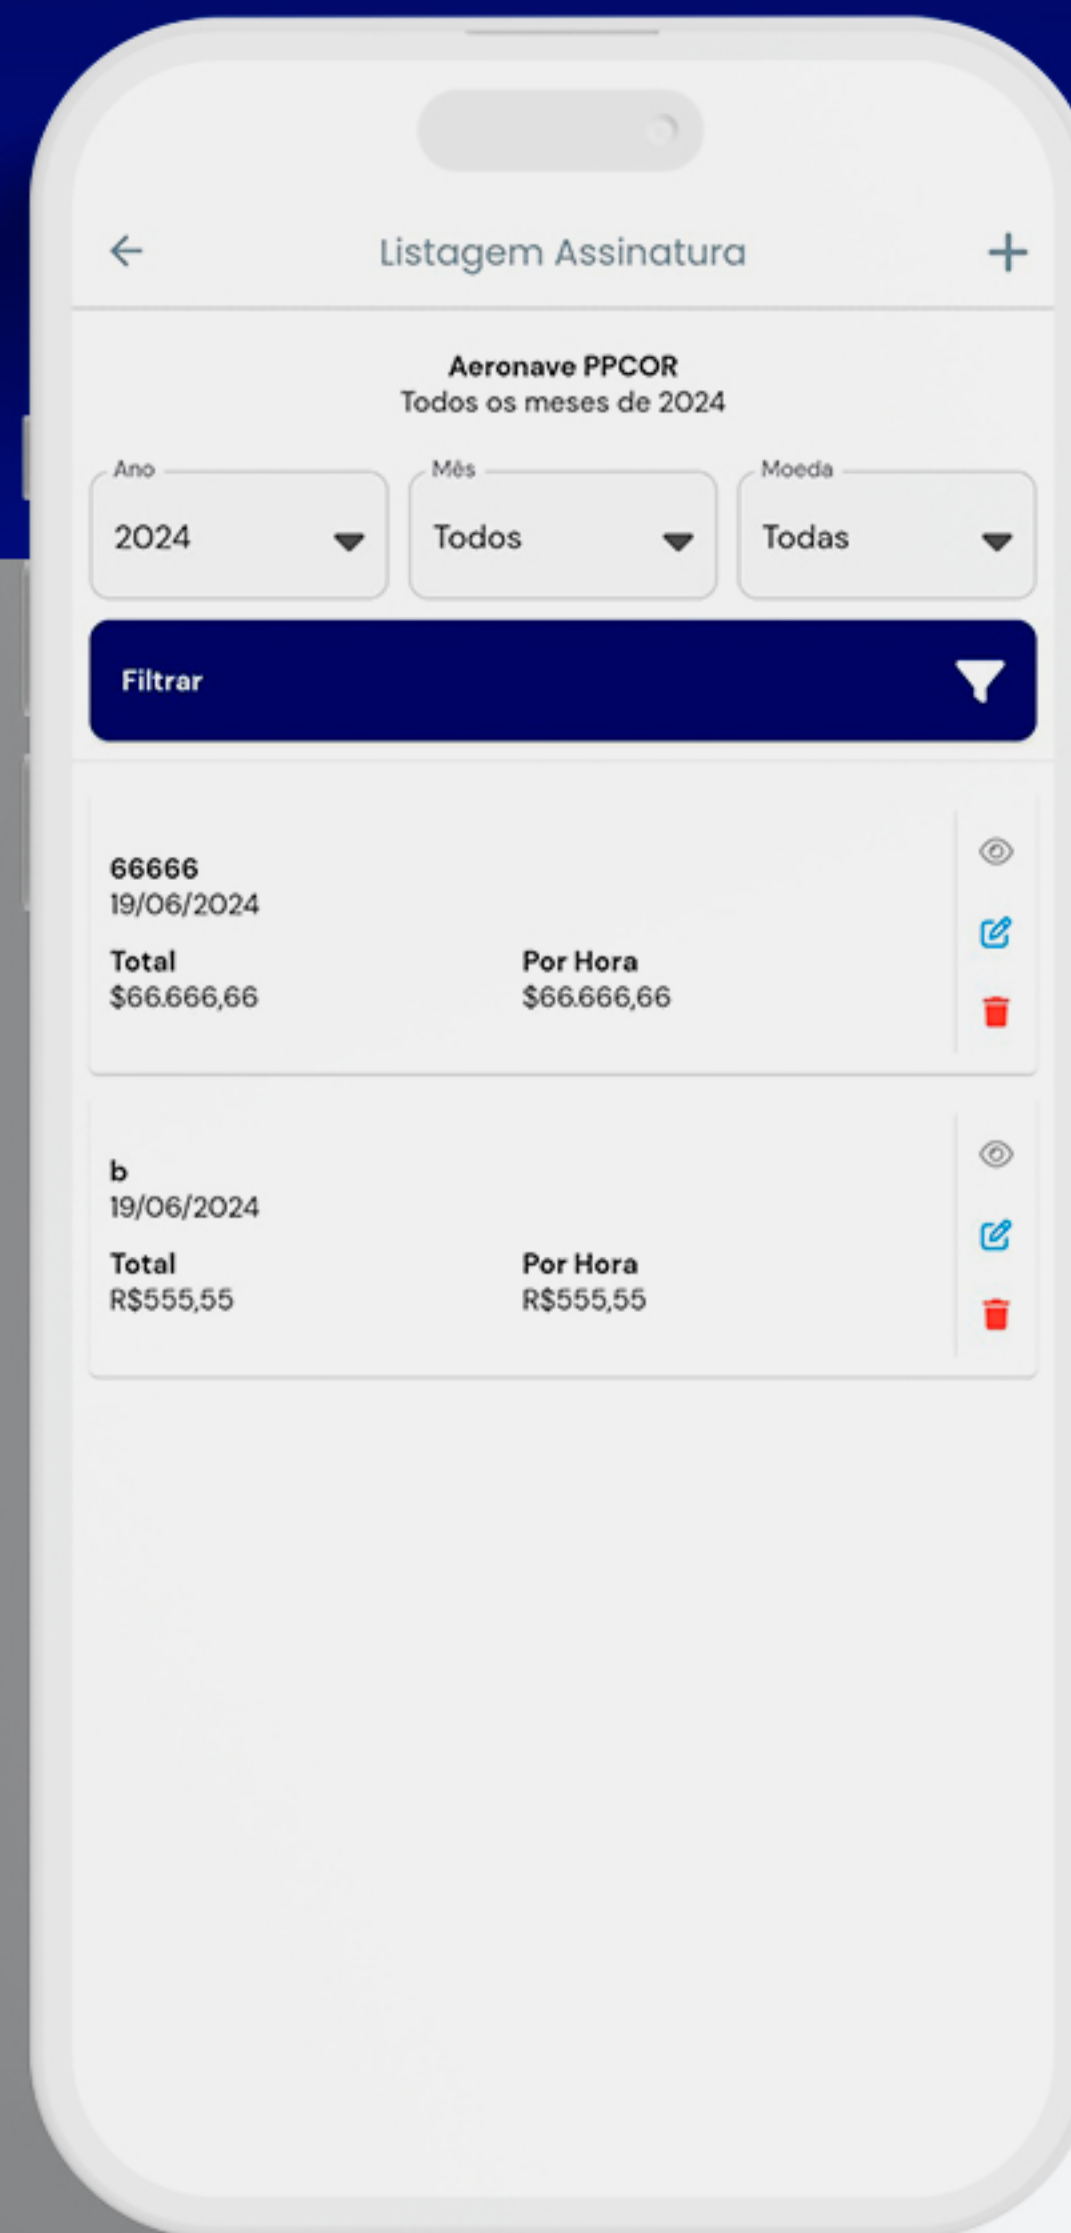 Listagem Assinatura
Aeronave PPCOR
Todos os meses de 2024
Ano Mês Moeda
2024 Todos Todas
Filtrar
66666
19/06/2024
Total Por Hora
$66.666,66 $66.666,66
b
19/06/2024
Total Por Hora
R$555,55 R$555,55